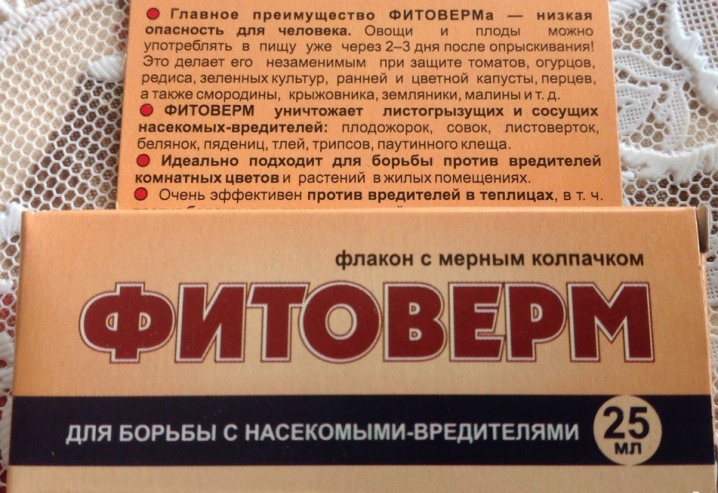 ● Главное преимущество ФИТОВЕРМа — низкая
опасность для человека. Овощи и плоды можно
употреблять в пищу уже через 2–3 дня после опрыскивания!
Это делает его незаменимым при защите томатов, огурцов,
редиса, зеленных культур, ранней и цветной капусты, перцев,
а также смородины, крыжовника, земляники, малины и т. д.
● ФИТОВЕРМ уничтожает листогрызущих и сосущих
насекомых-вредителей: плодожорок, совок, листоверток,
белянок, пядениц, тлей, трипсов, паутинного клеща.
● Идеально подходит для борьбы против вредителей
комнатных цветов и растений в жилых помещениях.
● Очень эффективен против вредителей в теплицах, в т. ч.
флакон с мерным колпачком
ФИТОВЕРМ
ДЛЯ БОРЬБЫ С НАСЕКОМЫМИ-ВРЕДИТЕЛЯМИ
25
МЛ